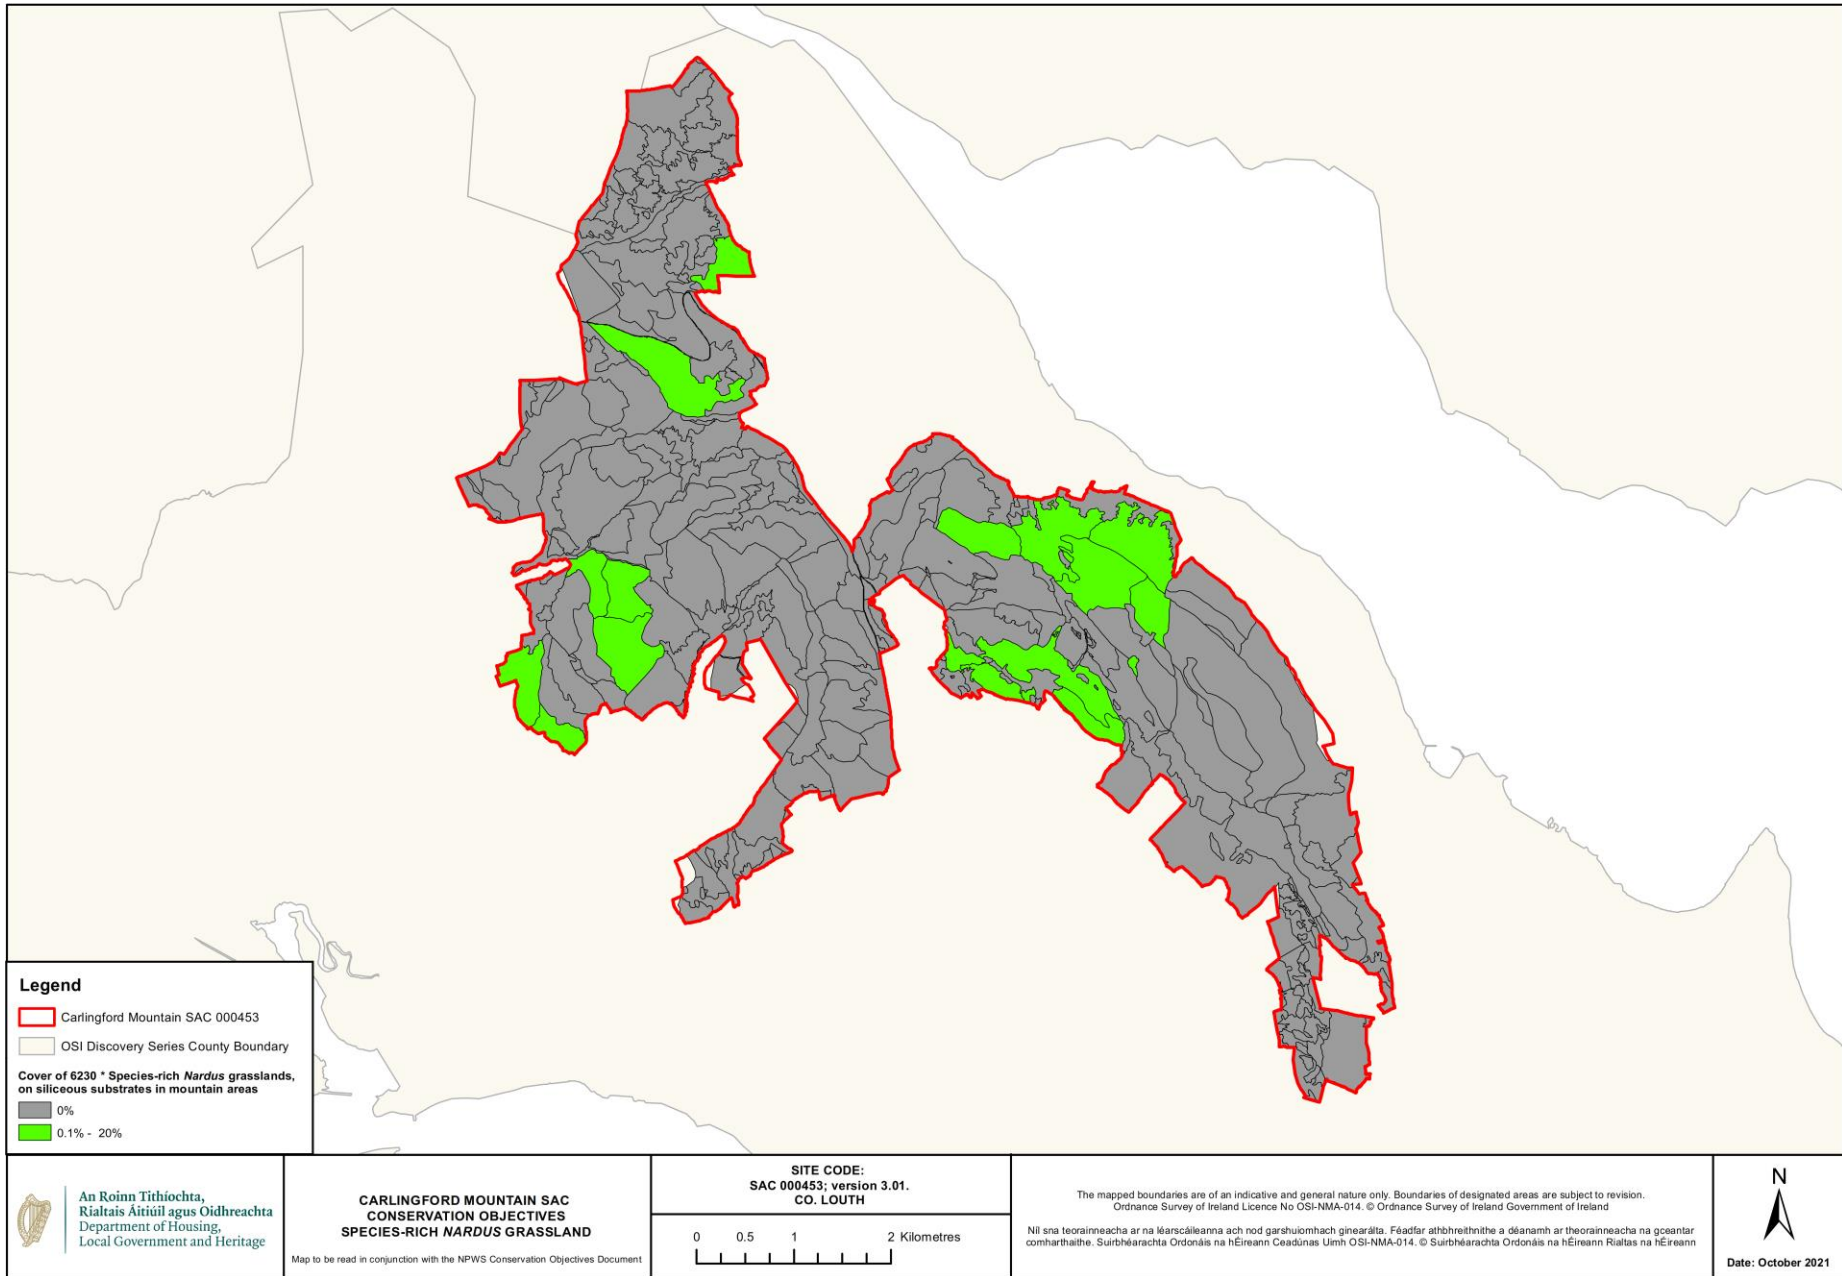 Legend
Carlingford Mountain SAC 000453
OSI Discovery Series County Boundary
Cover of 6230 * Species-rich Nardus grasslands,
on siliceous substrates in mountain areas
0%
0.1% - 20%
An Roinn Tithíochta,
Rialtais Áitiúil agus Oidhreachta
Department of Housing,
Local Government and Heritage
CARLINGFORD MOUNTAIN SAC
CONSERVATION OBJECTIVES
SPECIES-RICH NARDUS GRASSLAND
Map to be read in conjunction with the NPWS Conservation Objectives Document
SITE CODE:
SAC 000453; version 3.01.
CO. LOUTH
0 0.5 1 2 Kilometres
The mapped boundaries are of an indicative and general nature only. Boundaries of designated areas are subject to revision.
Ordnance Survey of Ireland Licence No OSI-NMA-014. © Ordnance Survey of Ireland Government of Ireland
Níl sna teorainneacha ar na léarscáileanna ach nod garshuiomhach ginearálta. Féadfar athbhreithnithe a déanamh ar theorainneacha na gceantar
comharthaithe. Suirbhéarachta Ordonáis na hÉireann Ceadúnas Uimh OSI-NMA-014. © Suirbhéarachta Ordonáis na hÉireann Rialtas na hÉireann
N
Date: October 2021